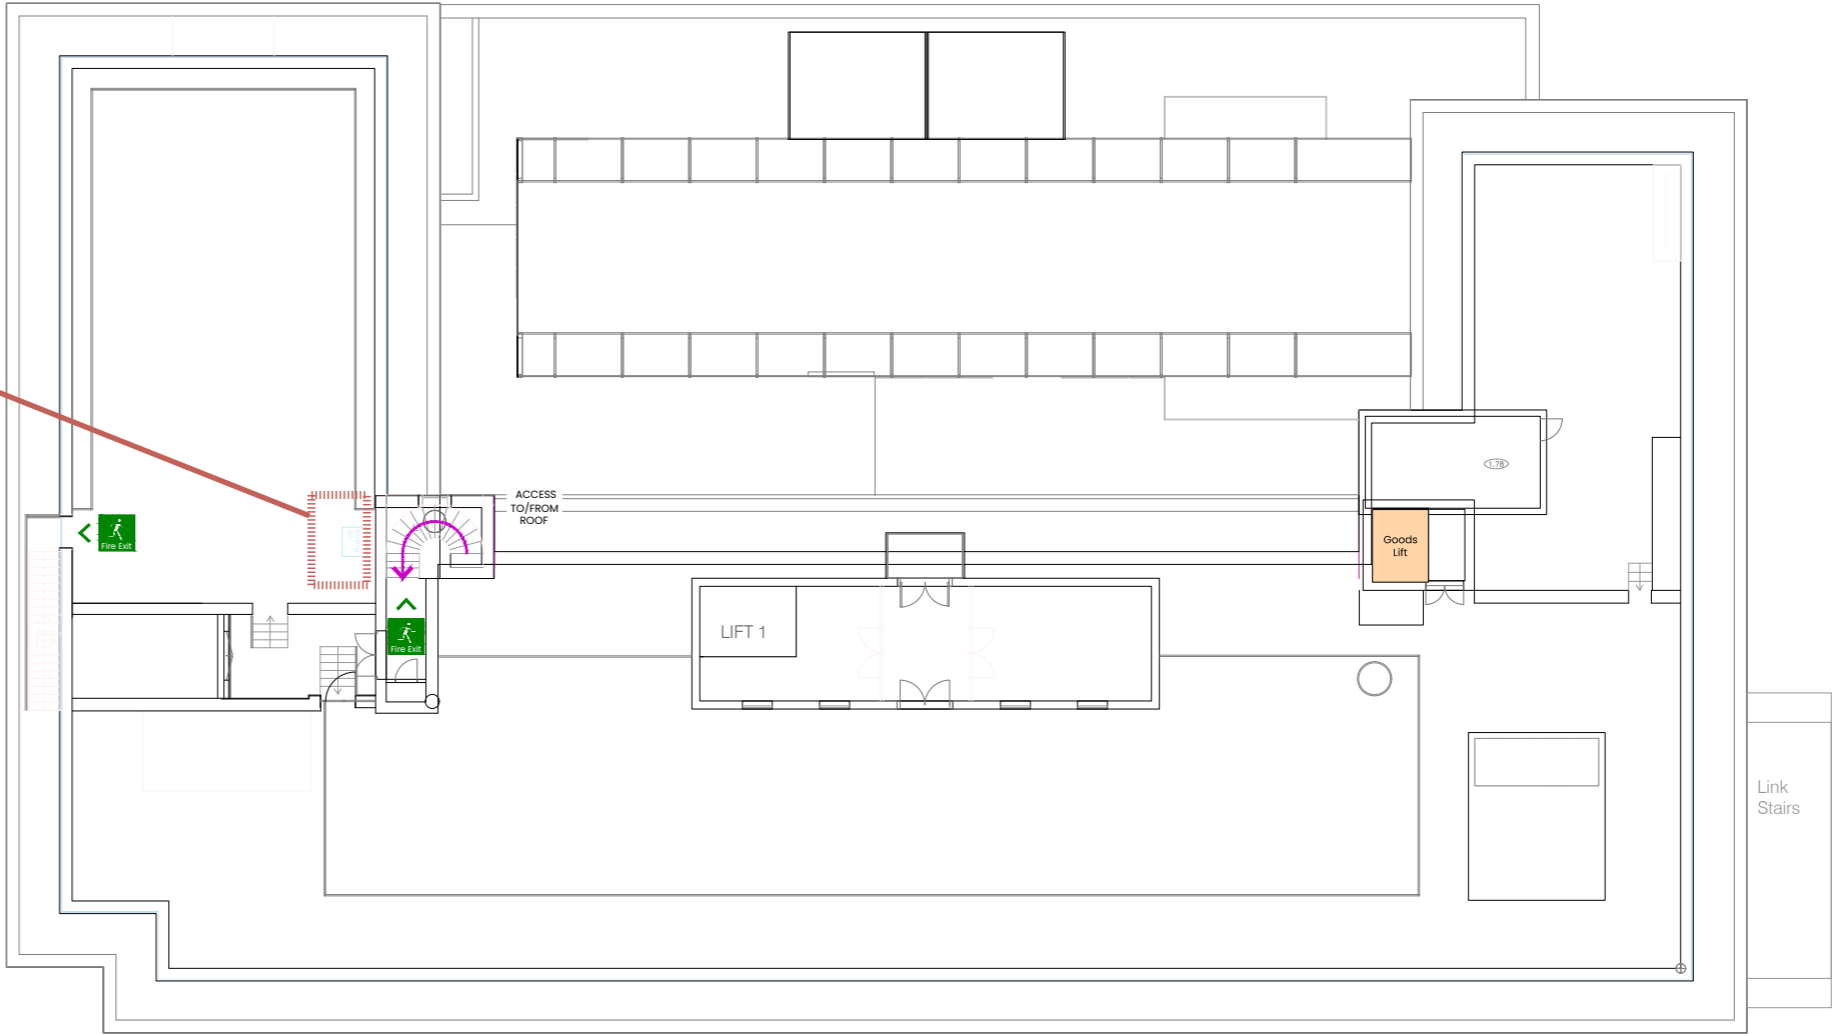 ACCESS
TO/FROM
ROOF
Fire Exit
Goods
Lift
1.78
LIFT 1
Fire Exit
Link
Stairs